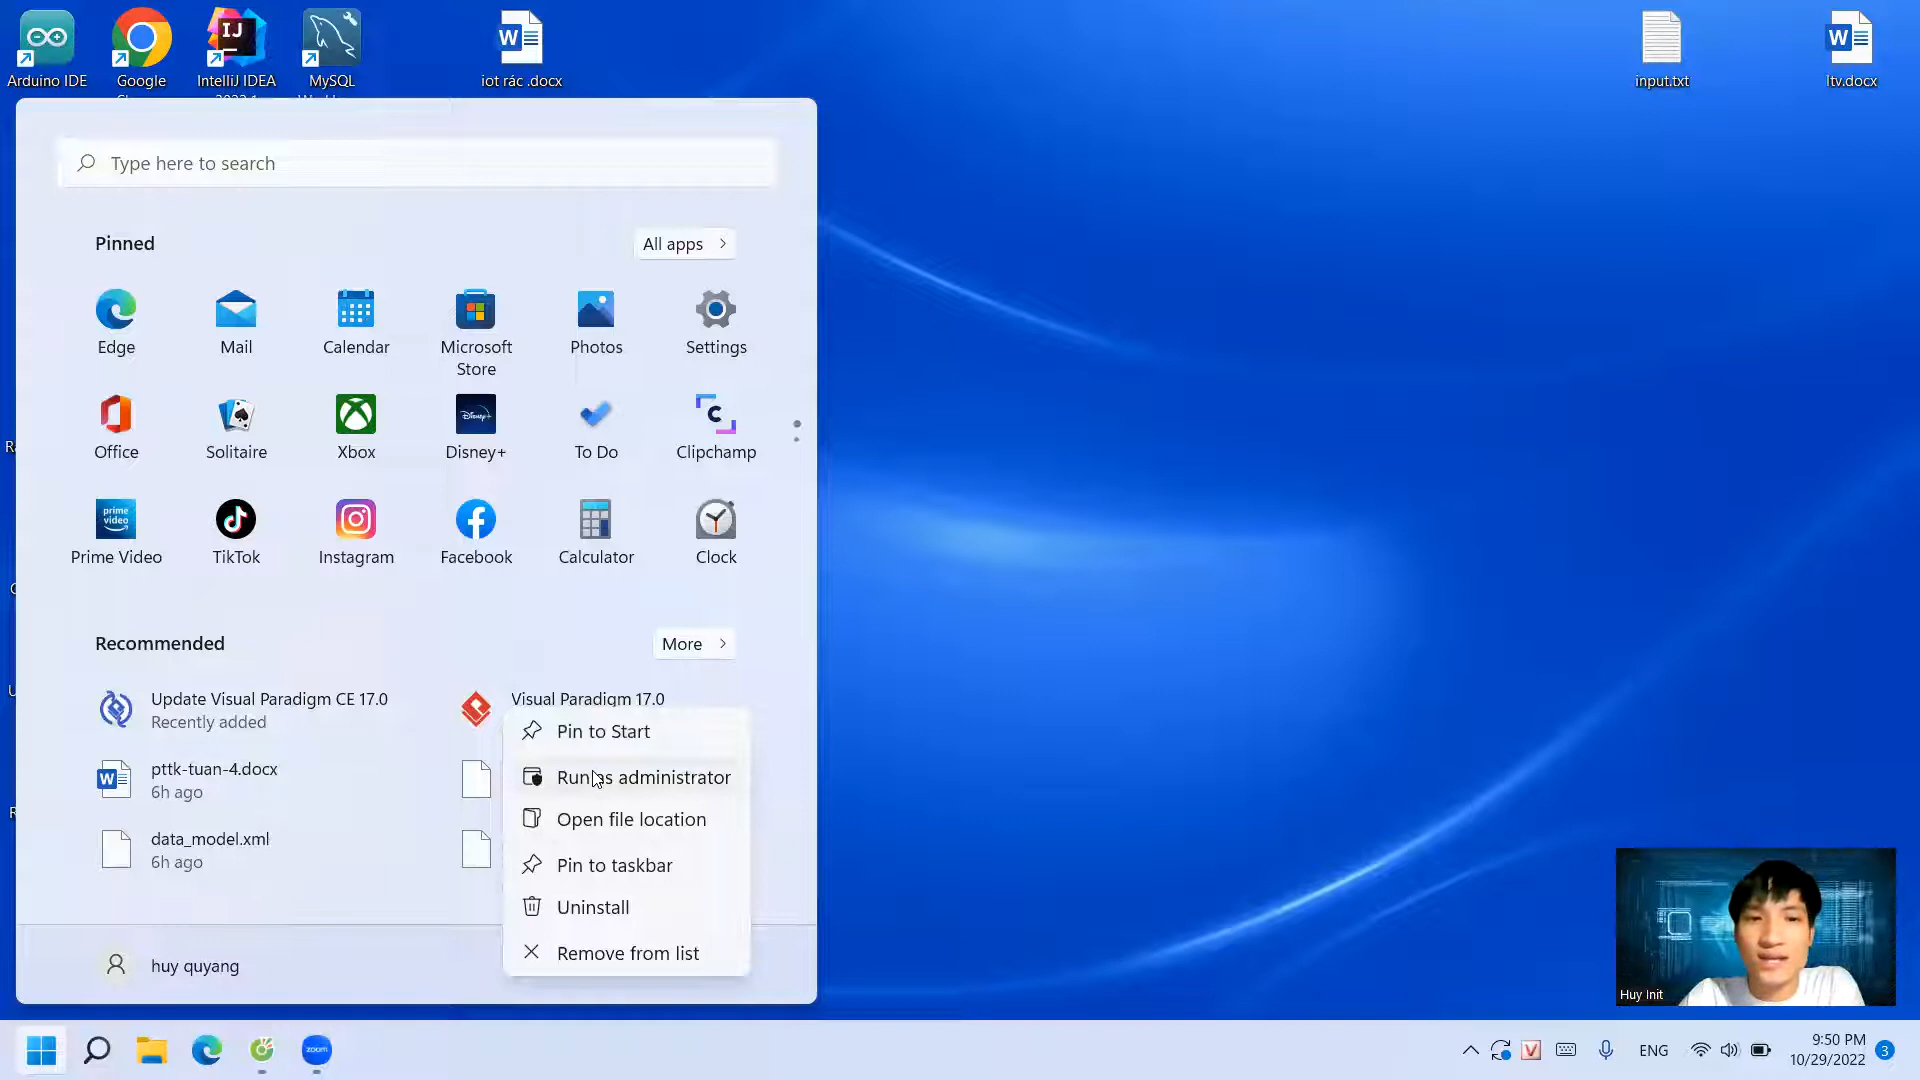 Arduino IDE
Google
IntelliJ IDEA
MySQL
iot rác .docx
input.txt
ltv.docx
Type here to search
Pinned
All apps
Edge
Mail
Calendar
Microsoft
Store
Photos
Settings
Office
Solitaire
Xbox
Disney+
To Do
Clipchamp
Prime Video
TikTok
Instagram
Facebook
Calculator
Clock
Recommended
More
Update Visual Paradigm CE 17.0
Recently added
Visual Paradigm 17.0
pttk-tuan-4.docx
6h ago
data_model.xml
6h ago
Pin to Start
Run as administrator
Open file location
Pin to taskbar
Uninstall
Remove from list
huy quyang
Huy Init
zoom
ENG
9:50 PM
10/29/2022
3